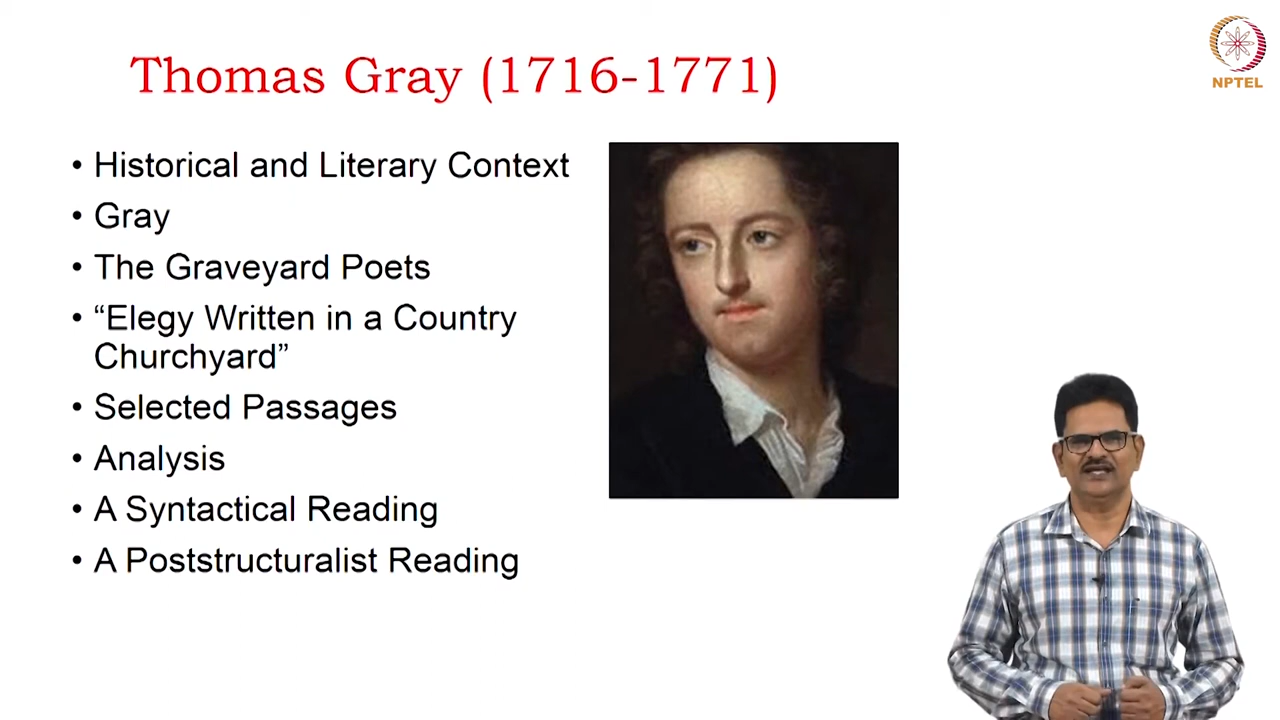 Thomas Gray (1716-1771)
NPTEL
• Historical and Literary Context
• Gray
• The Graveyard Poets
• “Elegy Written in a Country
Churchyard”
• Selected Passages
• Analysis
• A Syntactical Reading
• A Poststructuralist Reading